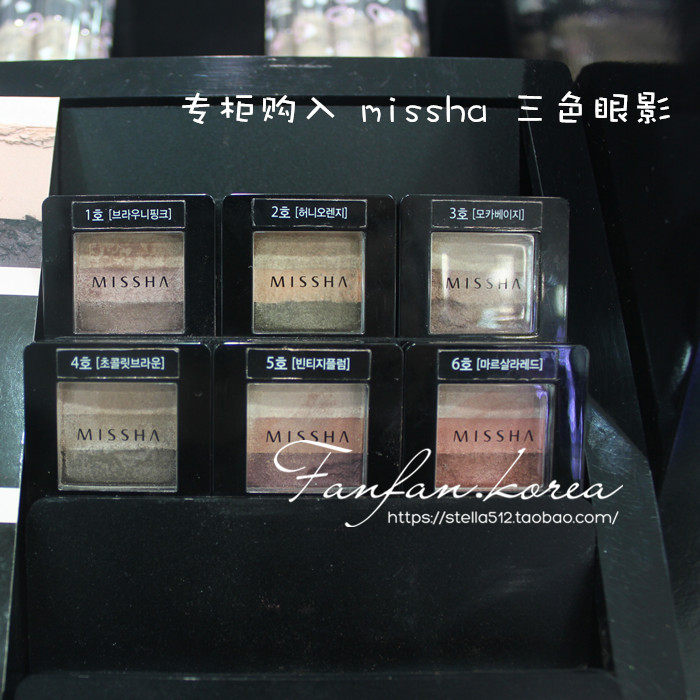 专柜购入 missha 三色眼影
1호 [브라우니핑크]
2호 [허니오렌지]
3호 [모카베이지]
MISSHA
MISSHA
MISSHA
4호 [초콜릿브라운]
5호 [빈티지플럼]
6호 [마르살라레드]
MISSHA
MISSHA
MISSHA
Fanfan.korea
https://stella512.taobao.com/